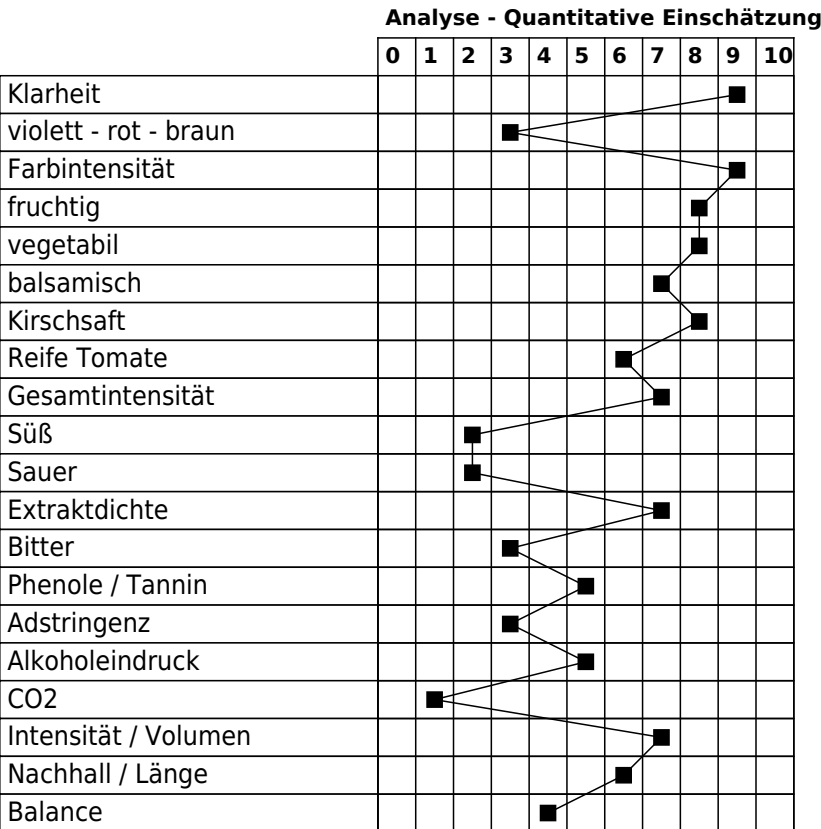 Analyse - Quantitative Einschätzung
0 1 2 3 4 5 6 7 8 9 10
Klarheit
violett - rot - braun
Farbintensität
fruchtig
vegetabil
balsamisch
Kirschsaft
Reife Tomate
Gesamtintensität
Süß
Sauer
Extraktdichte
Bitter
Phenole / Tannin
Adstringenz
Alkoholeindruck
CO2
Intensität / Volumen
Nachhall / Länge
Balance